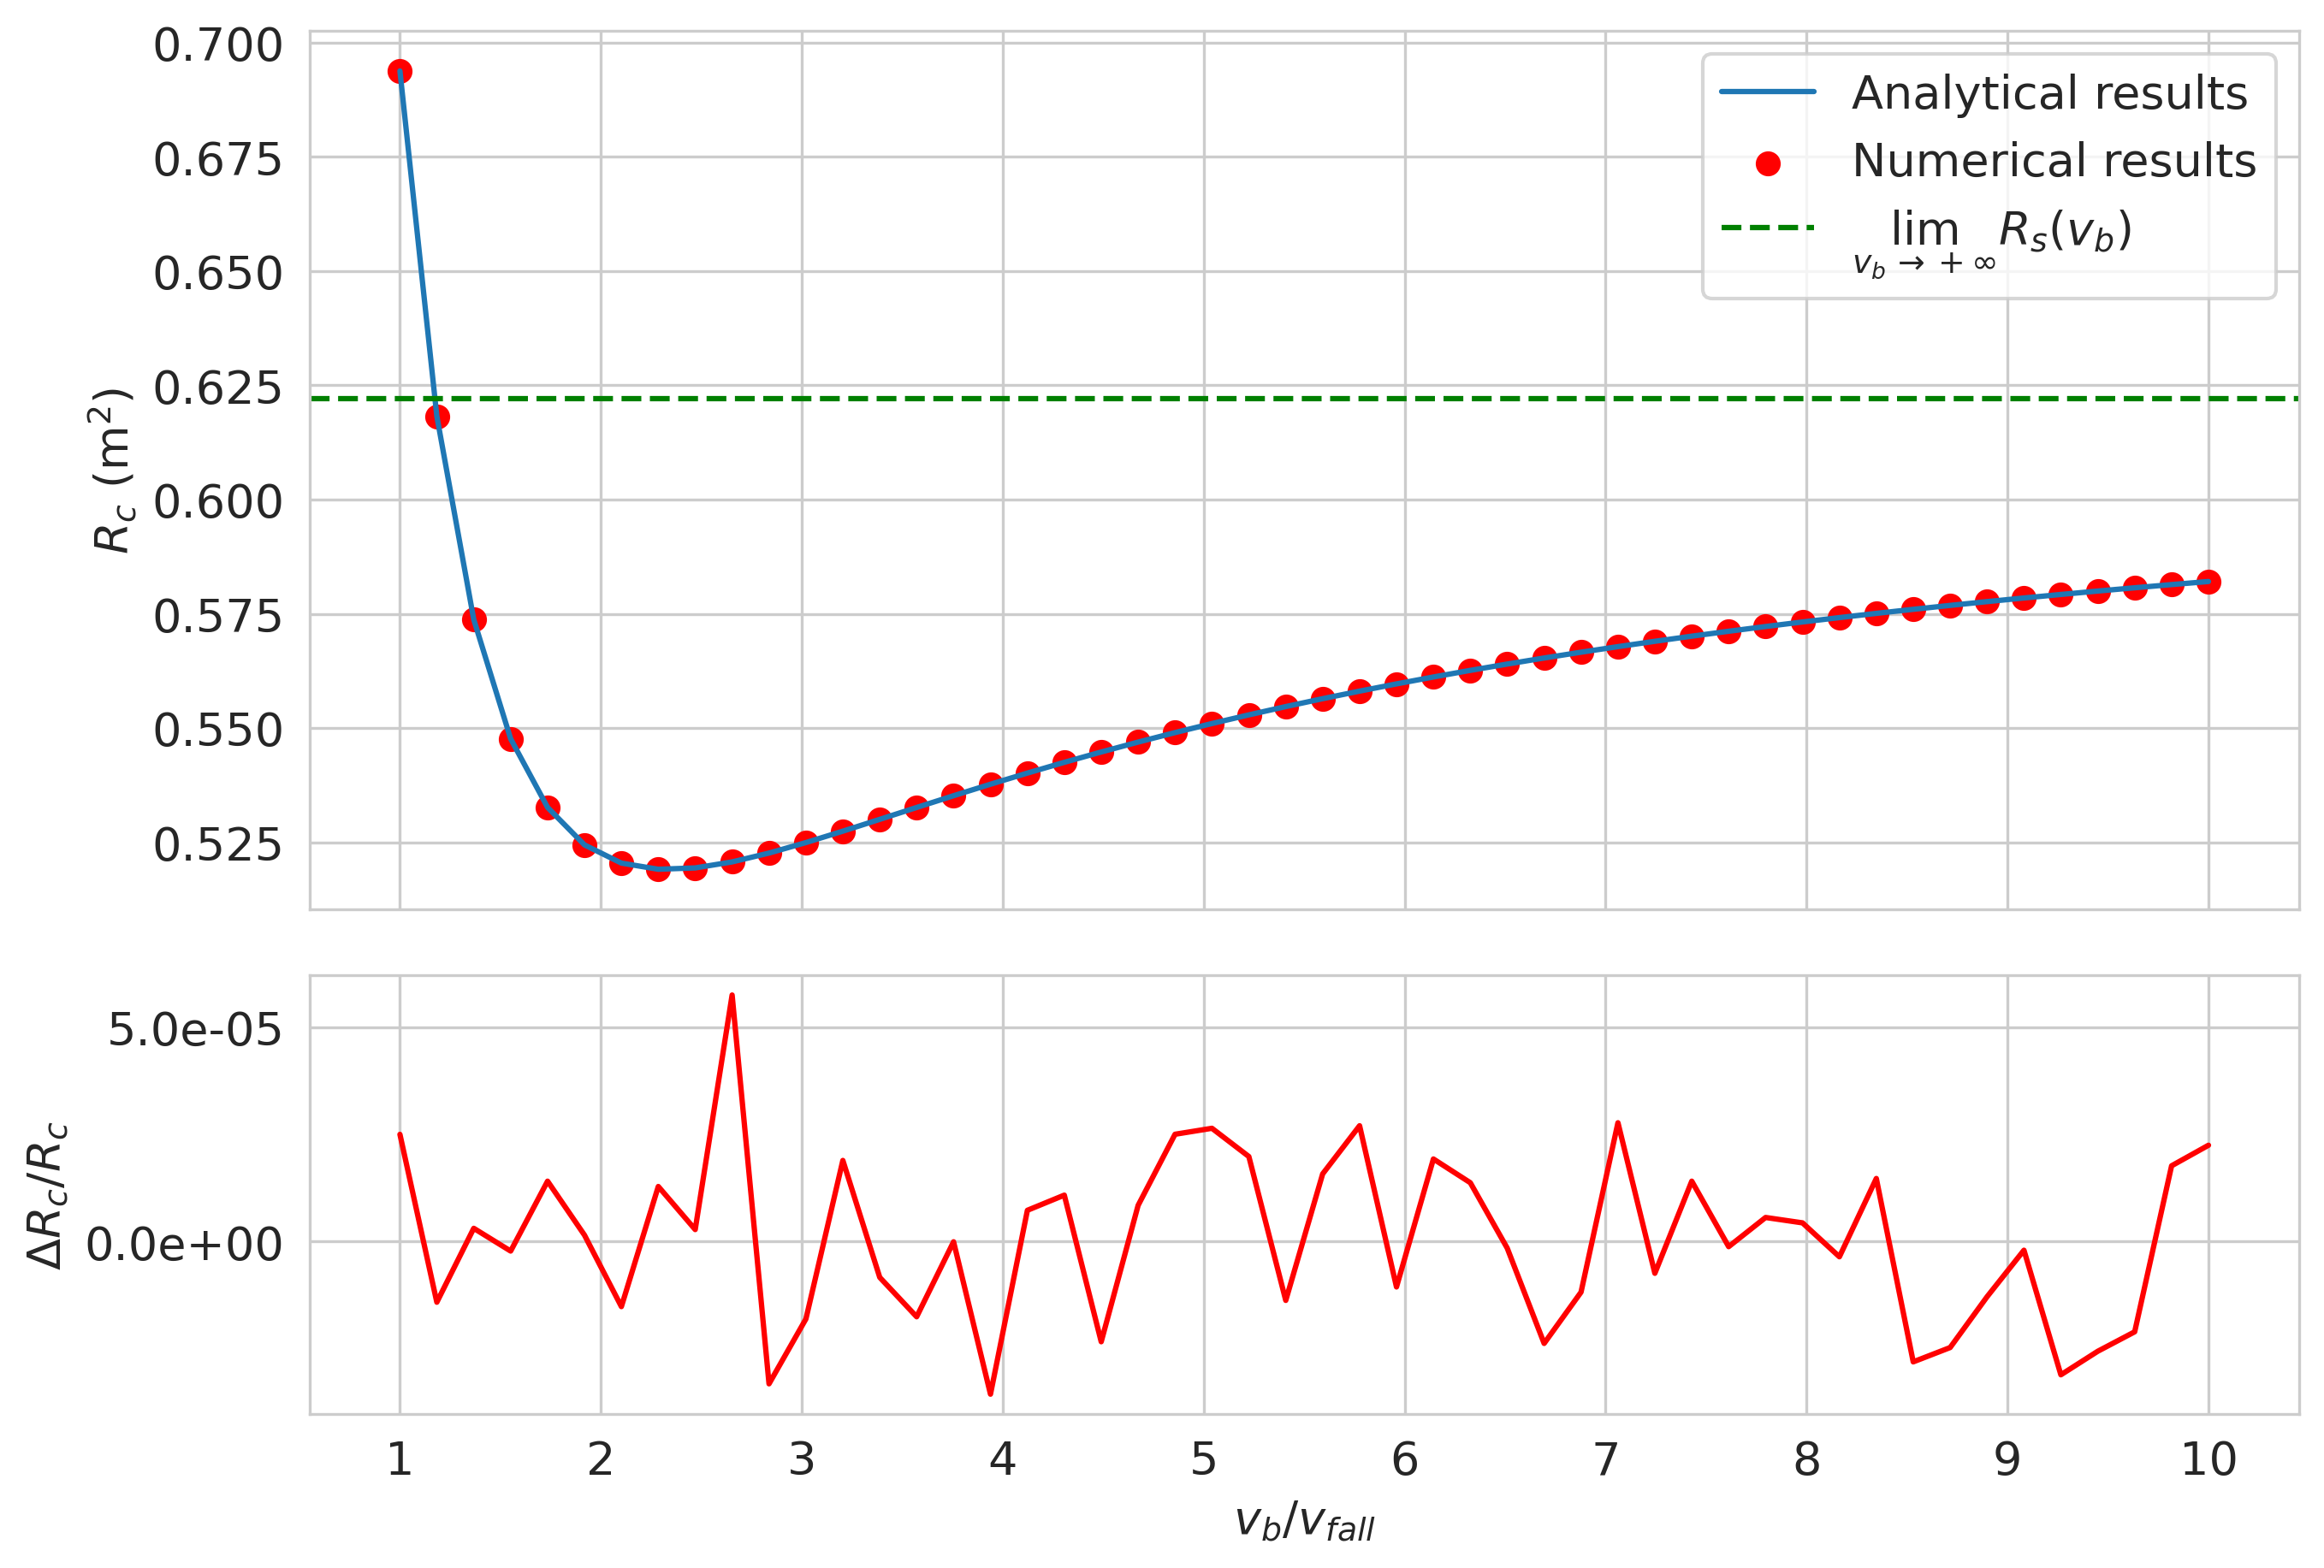 0.700
0.675
0.650
0.625
0.600
0.575
0.550
0.525
R_c (m²)
Analytical results
Numerical results
lim R_s(v_b)
v_b → +∞
5.0e-05
0.0e+00
ΔR_c/R_c
1 2 3 4 5 6 7 8 9 10
v_b/v_fall